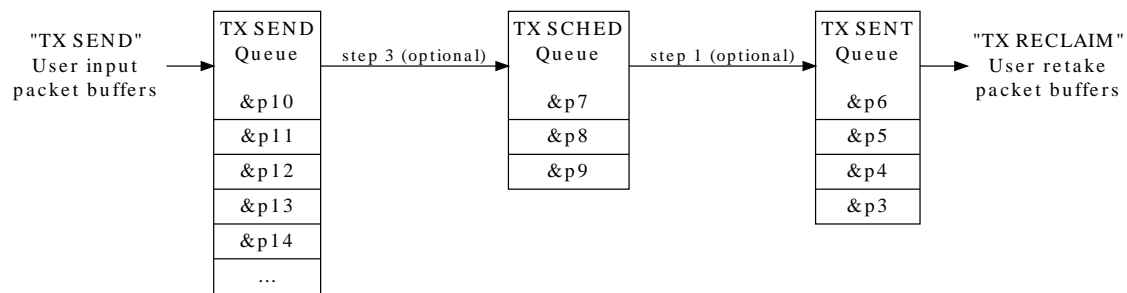 "TX SEND"
User input
packet buffers
TX SEND
Queue
&p10
&p11
&p12
&p13
&p14
...
step 3 (optional)
TX SCHED
Queue
&p7
&p8
&p9
step 1 (optional)
TX SENT
Queue
&p6
&p5
&p4
&p3
"TX RECLAIM"
User retake
packet buffers